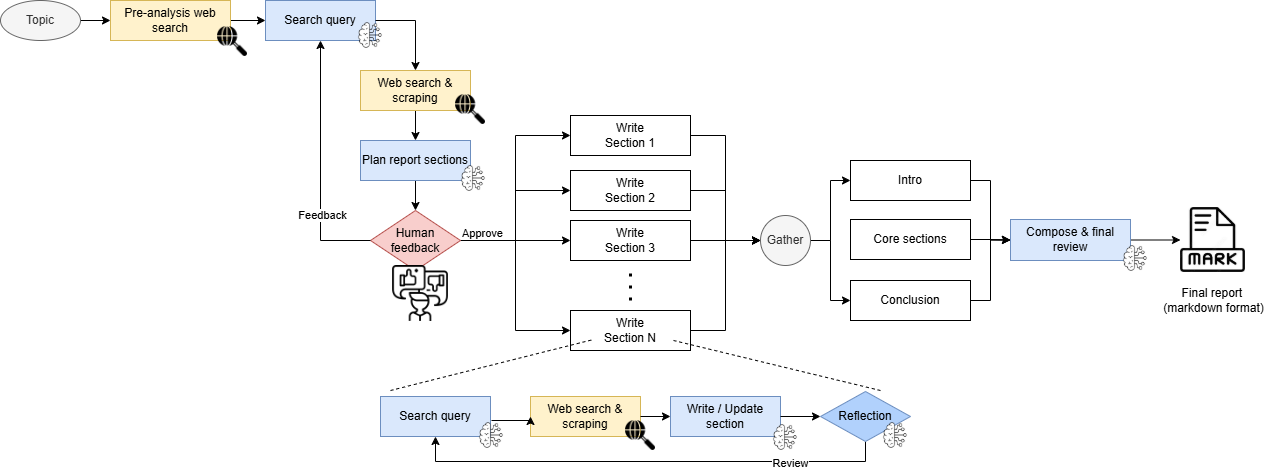 Topic
Pre-analysis web
search
Search query
Web search &
scraping
Plan report sections
Feedback
Human
feedback
Approve
Write
Section 1
Write
Section 2
Write
Section 3
Write
Section N
Gather
Intro
Core sections
Conclusion
Compose & final
review
MARK
Final report
(markdown format)
Search query
Web search &
scraping
Write / Update
section
Reflection
Review